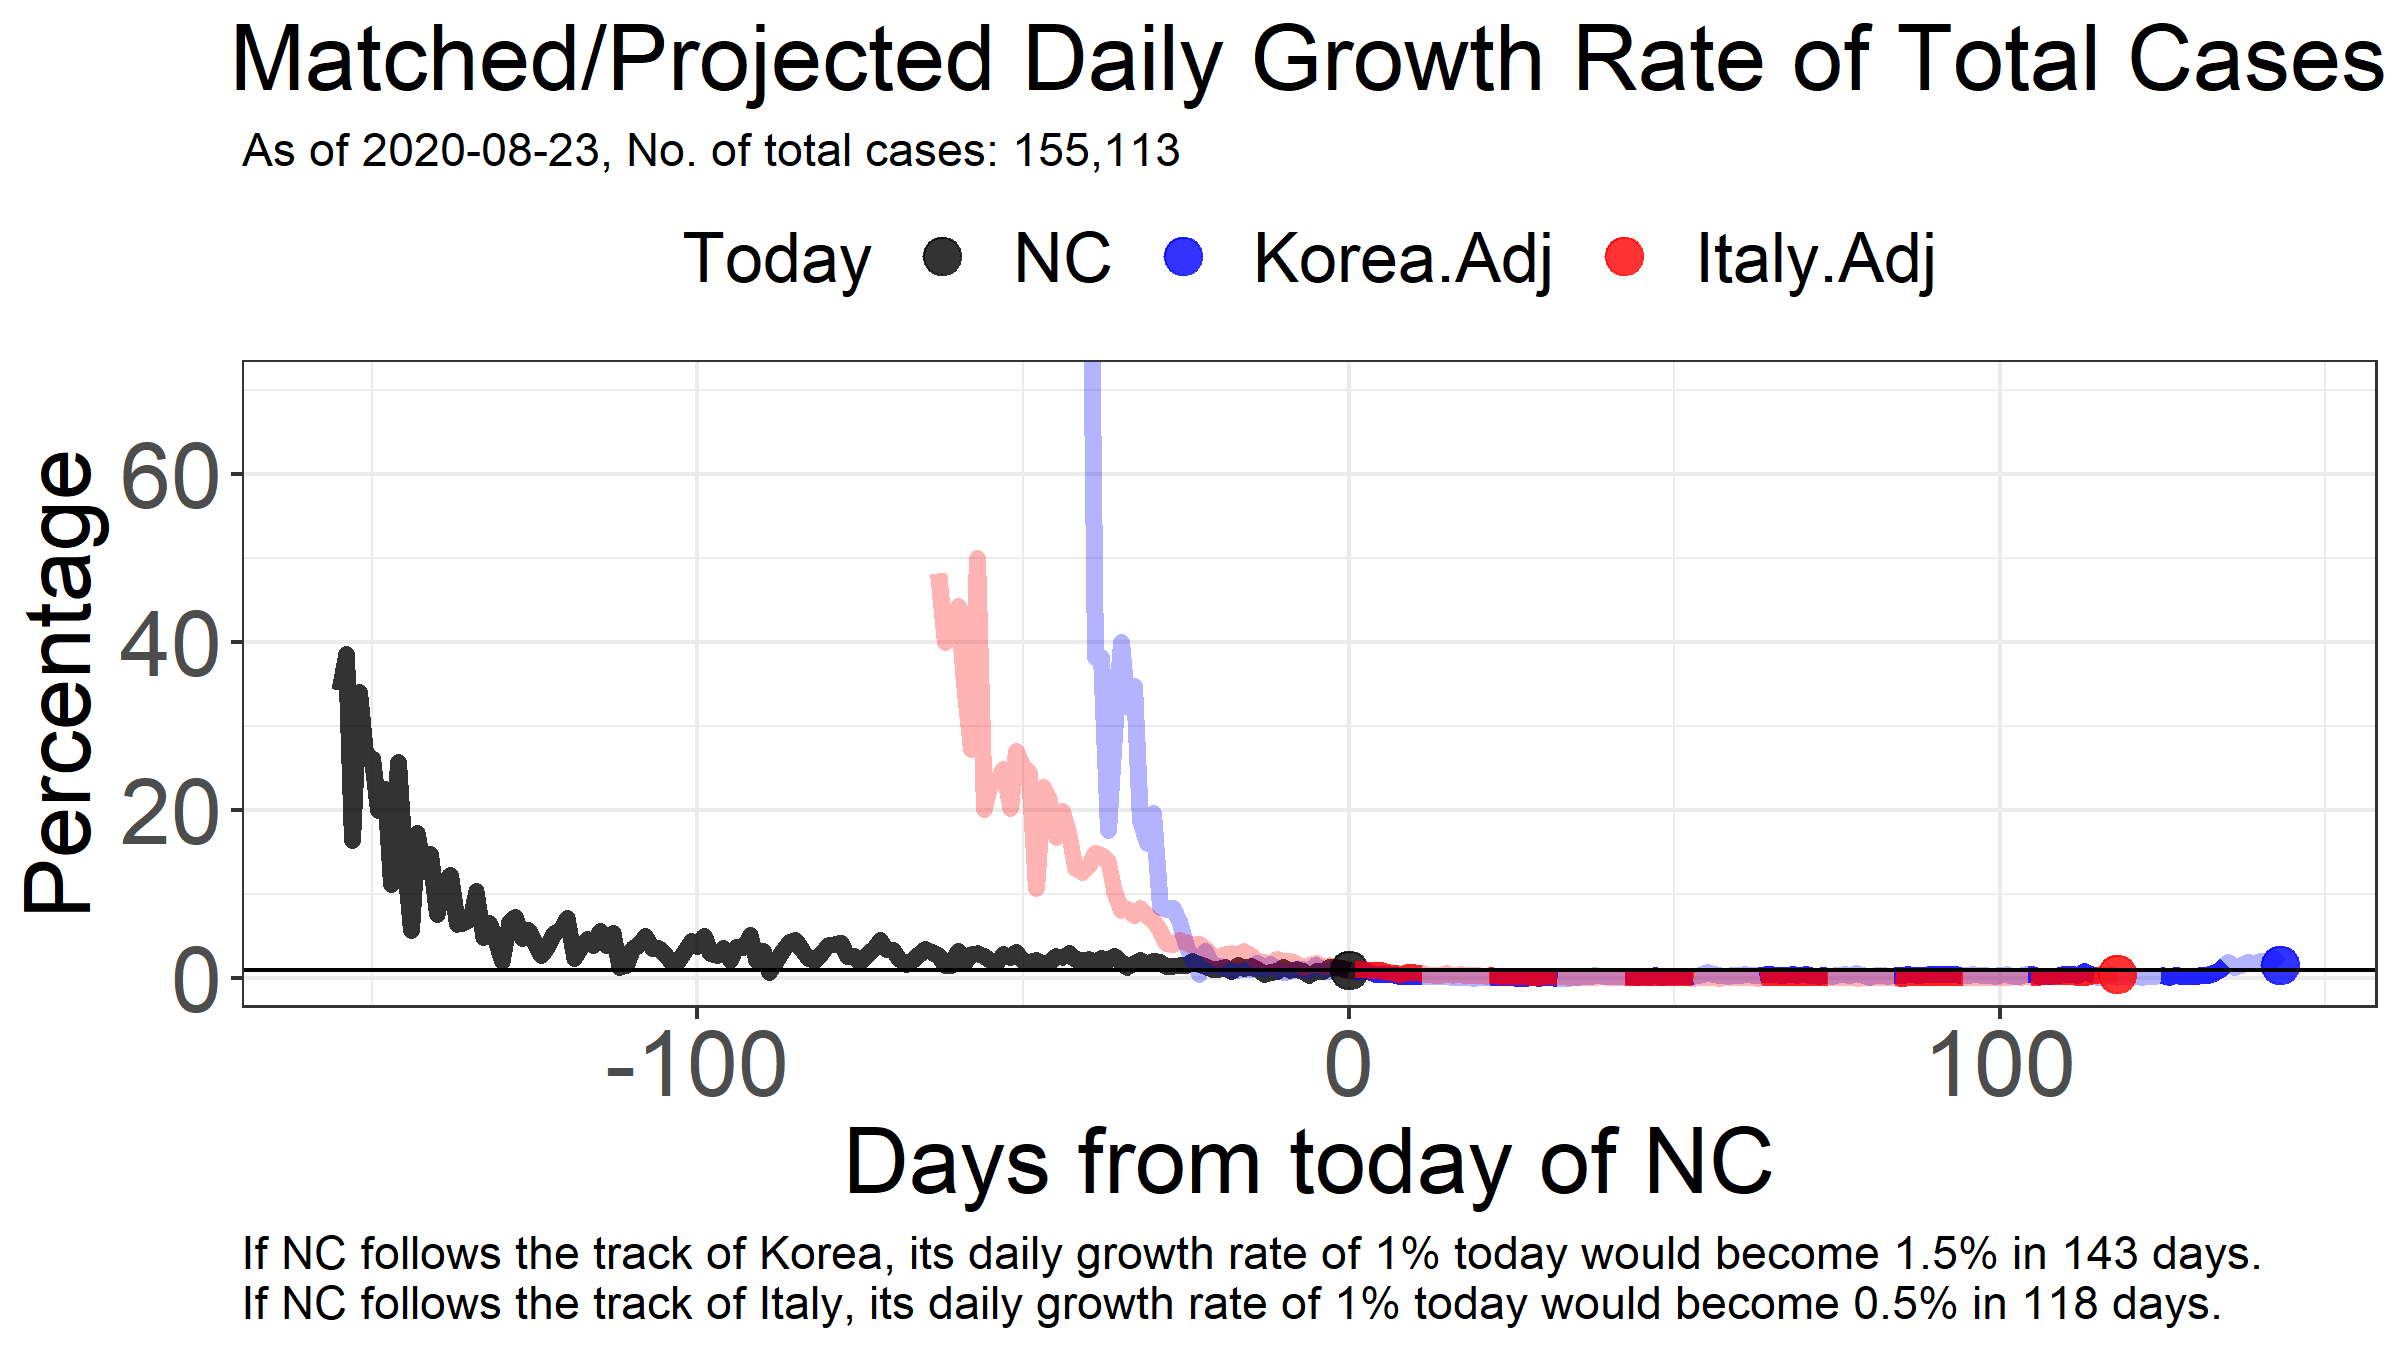 Matched/Projected Daily Growth Rate of Total Cases
As of 2020-08-23, No. of total cases: 155,113
Today NC Korea.Adj Italy.Adj
Percentage
60
40
20
0
-100 0 100
Days from today of NC
If NC follows the track of Korea, its daily growth rate of 1% today would become 1.5% in 143 days.
If NC follows the track of Italy, its daily growth rate of 1% today would become 0.5% in 118 days.